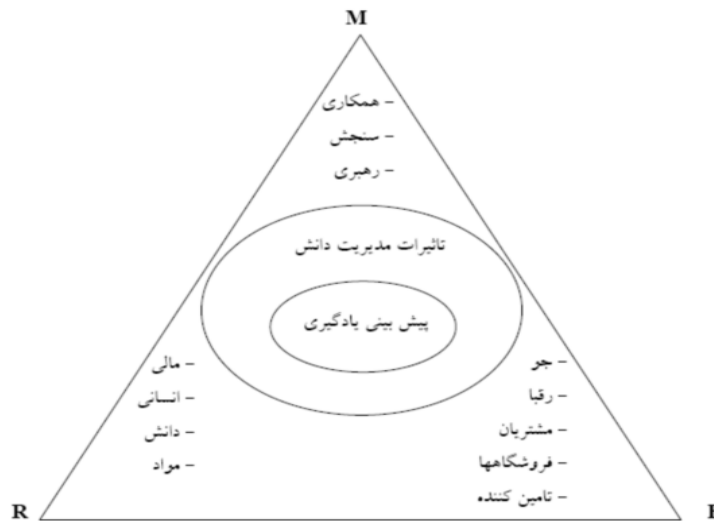 M
- همکاری
- سنجش
- رهبری
تاثیرات مدیریت دانش
پیش بینی یادگیری
- جو
- رقبا
- مشتریان
- فروشگاهها
- تامین کننده
- مالی
- انسانی
- دانش
- مواد
R